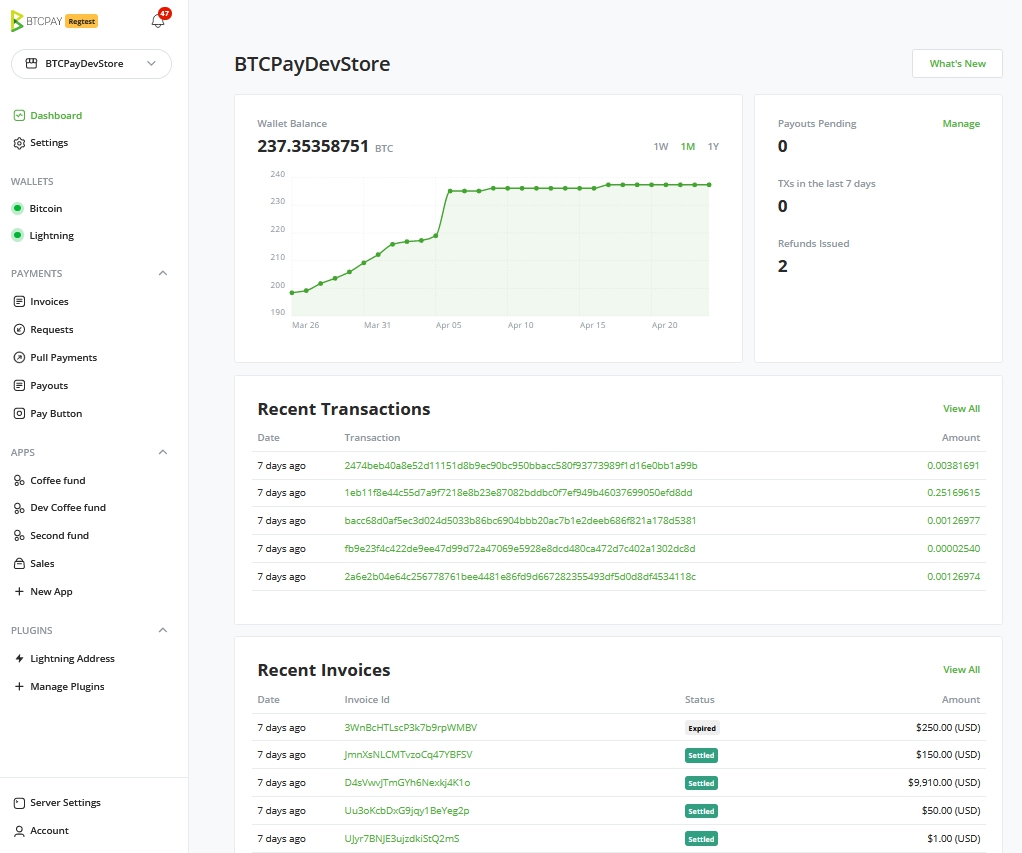 BTCPAY Regtest 47
BTCPayDevStore
Dashboard
Settings
WALLETS
Bitcoin
Lightning
PAYMENTS
Invoices
Requests
Pull Payments
Payouts
Pay Button
APPS
Coffee fund
Dev Coffee fund
Second fund
Sales
New App
PLUGINS
Lightning Address
Manage Plugins
Server Settings
Account
BTCPayDevStore What's New
Wallet Balance
237.35358751 BTC 1W 1M 1Y
240
230
220
210
200
190
Mar 26 Mar 31 Apr 05 Apr 10 Apr 15 Apr 20
Payouts Pending Manage
0
TXs in the last 7 days
0
Refunds Issued
2
Recent Transactions View All
Date Transaction Amount
7 days ago 2474beb40a8e52d11151d8b9ec90bc950bbacc580f93773989f1d16e0bb1a99b 0.00381691
7 days ago 1eb11f8e44c55d7a9f7218e8b23e87082bddbc0f7ef949b46037699050efd8dd 0.25169615
7 days ago bacc68d0af5ec3d024d5033b86bc6904bbb20ac7b1e2deeb686f821a178d5381 0.00126977
7 days ago fb9e23f4c422de9ee47d99d72a47069e5928e8dcd480ca472d7c402a1302dc8d 0.00002540
7 days ago 2a6e2b04e64c256778761bee4481e86fd9d667282355493df5d0d8df4534118c 0.00126974
Recent Invoices View All
Date Invoice Id Status Amount
7 days ago 3WnBcHTLscP3k7b9rpWMBV Expired $250.00 (USD)
7 days ago JmnXsNLCMTvzoCq47YBFSV Settled $150.00 (USD)
7 days ago D4sVwvJTmGYh6Nexkj4K1o Settled $9,910.00 (USD)
7 days ago Uu3oKcbDxG9jqy1BeYeg2p Settled $50.00 (USD)
7 days ago UJyr7BNJE3ujzdkiStQ2mS Settled $1.00 (USD)